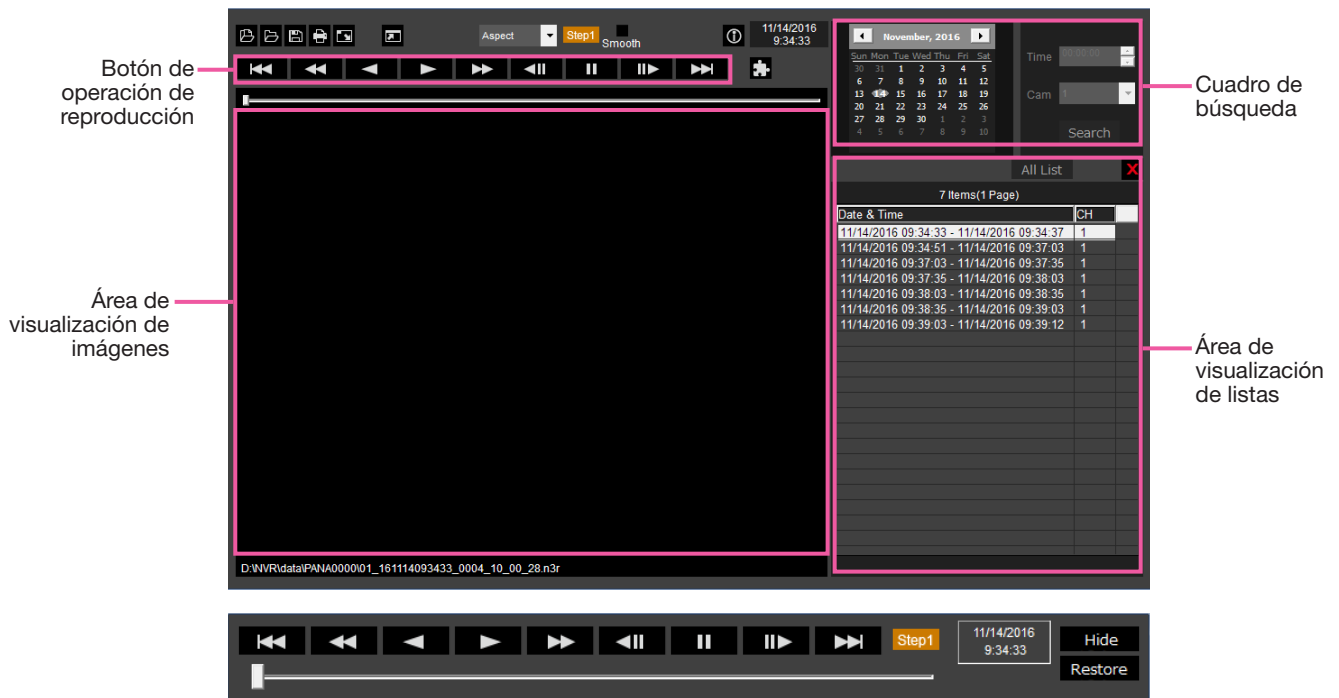 Aspect
Step1
Smooth
11/14/2016
9:34:33
Botón de
operación de
reproducción
November, 2016
Sun Mon Tue Wed Thu Fri Sat
30 31 1 2 3 4 5
6 7 8 9 10 11 12
13 14 15 16 17 18 19
20 21 22 23 24 25 26
27 28 29 30 1 2 3
4 5 6 7 8 9 10
Time 00:00:00
Cam 1
Search
Cuadro de
búsqueda
All List X
7 Items(1 Page)
Date & Time CH
11/14/2016 09:34:33 - 11/14/2016 09:34:37 1
11/14/2016 09:34:51 - 11/14/2016 09:37:03 1
11/14/2016 09:37:03 - 11/14/2016 09:37:35 1
11/14/2016 09:37:35 - 11/14/2016 09:38:03 1
11/14/2016 09:38:03 - 11/14/2016 09:38:35 1
11/14/2016 09:38:35 - 11/14/2016 09:39:03 1
11/14/2016 09:39:03 - 11/14/2016 09:39:12 1
Área de
visualización de
imágenes
Área de
visualización
de listas
D:\NVR\data\PANA0000\01_161114093433_0004_10_00_28.n3r
Step1
11/14/2016
9:34:33
Hide
Restore